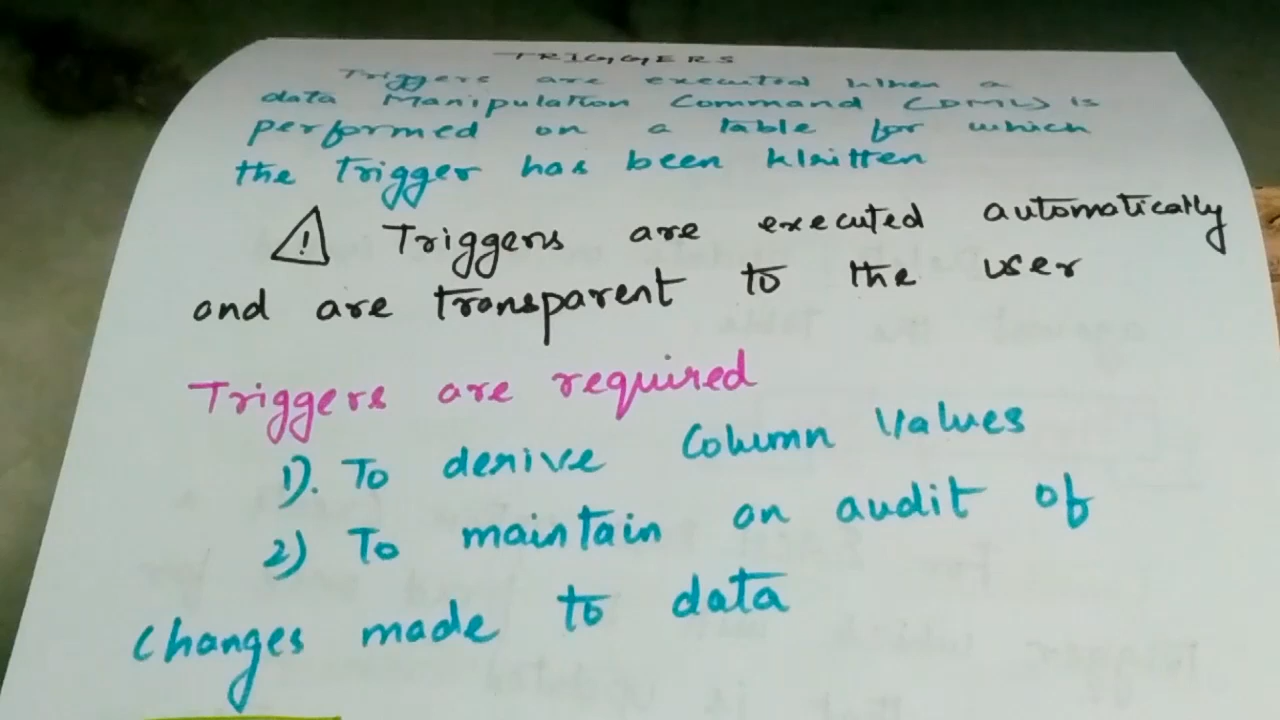 TRIGGERS
Triggers are executed when a
data Manipulation Command (DML) is
performed on a table for which
the Trigger has been written
Triggers are executed automatically
and are transparent to the user
Triggers are required
1). To derive Column Values
2) To maintain an audit of
changes made to data